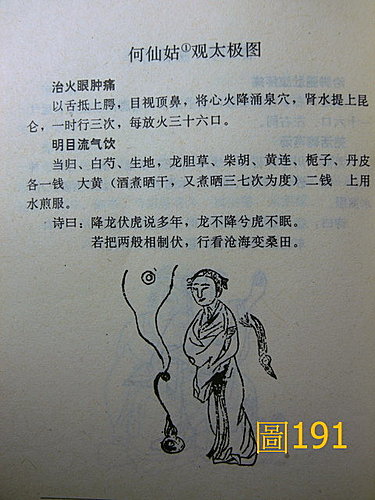 何仙姑①观太极图
治火眼肿痛
以舌抵上腭，目视顶鼻，将心火降涌泉穴，肾水提上昆
仑，一时行三次，每放火三十六口。
明目流气饮
当归、白芍、生地，龙胆草、柴胡、黄连、栀子、丹皮
各一钱　大黄（酒煮晒干，又煮晒三七次为度）二钱　上用
水煎服。
诗曰：降龙伏虎说多年，龙不降兮虎不眠。
若把两般相制伏，行看沧海变桑田。
圖191